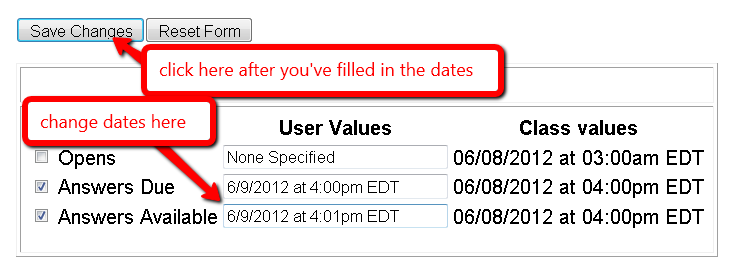 Save Changes Reset Form
click here after you've filled in the dates
change dates here
User Values Class values
Opens None Specified 06/08/2012 at 03:00am EDT
Answers Due 6/9/2012 at 4:00pm EDT 06/08/2012 at 04:00pm EDT
Answers Available 6/9/2012 at 4:01pm EDT 06/08/2012 at 04:00pm EDT